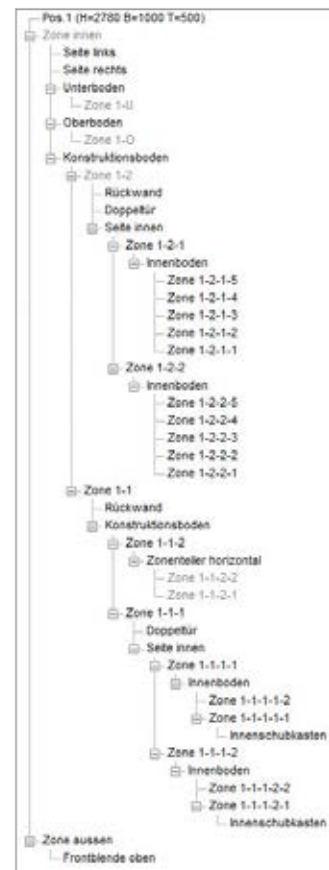 Pos.1 (H=2780 B=1000 T=500)
Zone innen
Seite links
Seite rechts
Unterboden
Zone 1-U
Oberboden
Zone 1-O
Konstruktionsboden
Zone 1-2
Rückwand
Doppeltür
Seite innen
Zone 1-2-1
Innenboden
Zone 1-2-1-5
Zone 1-2-1-4
Zone 1-2-1-3
Zone 1-2-1-2
Zone 1-2-1-1
Zone 1-2-2
Innenboden
Zone 1-2-2-5
Zone 1-2-2-4
Zone 1-2-2-3
Zone 1-2-2-2
Zone 1-2-2-1
Zone 1-1
Rückwand
Konstruktionsboden
Zone 1-1-2
Zonenteiler horizontal
Zone 1-1-2-2
Zone 1-1-2-1
Zone 1-1-1
Doppeltür
Seite innen
Zone 1-1-1-1
Innenboden
Zone 1-1-1-1-2
Zone 1-1-1-1-1
Innenschubkasten
Zone 1-1-1-2
Innenboden
Zone 1-1-1-2-2
Zone 1-1-1-2-1
Innenschubkasten
Zone aussen
Frontblende oben